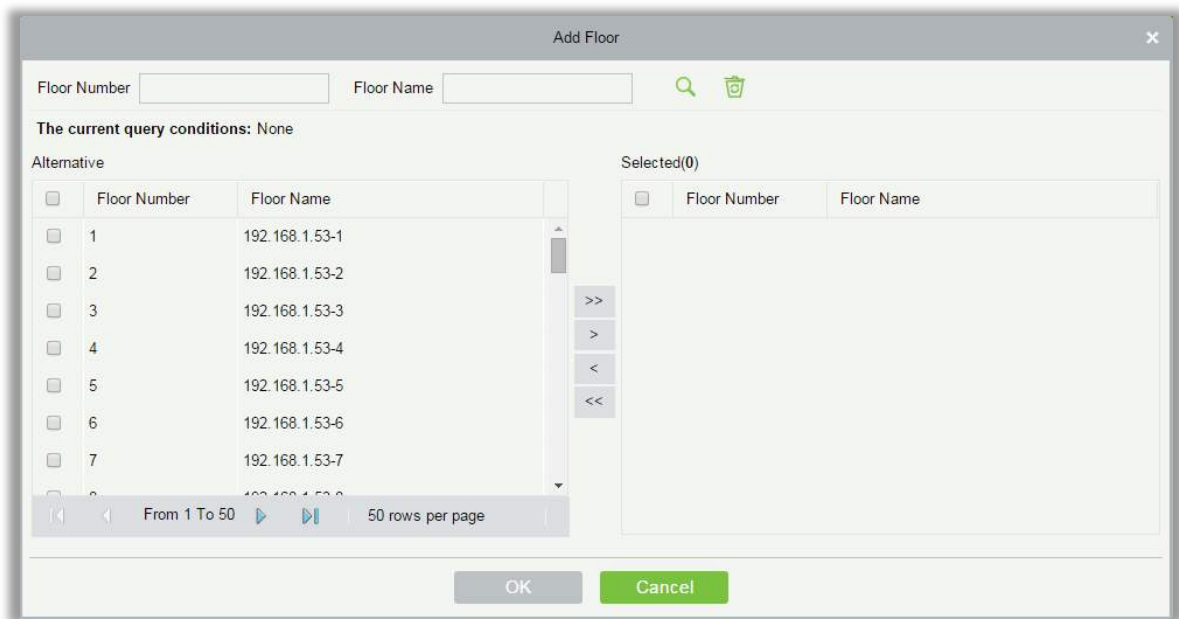 Add Floor
Floor Number Floor Name
The current query conditions: None
Alternative Selected(0)
Floor Number Floor Name Floor Number Floor Name
1 192.168.1.53-1
2 192.168.1.53-2
3 192.168.1.53-3
>>
4 192.168.1.53-4
>
<
5 192.168.1.53-5
<<
6 192.168.1.53-6
7 192.168.1.53-7
From 1 To 50 50 rows per page
OK Cancel